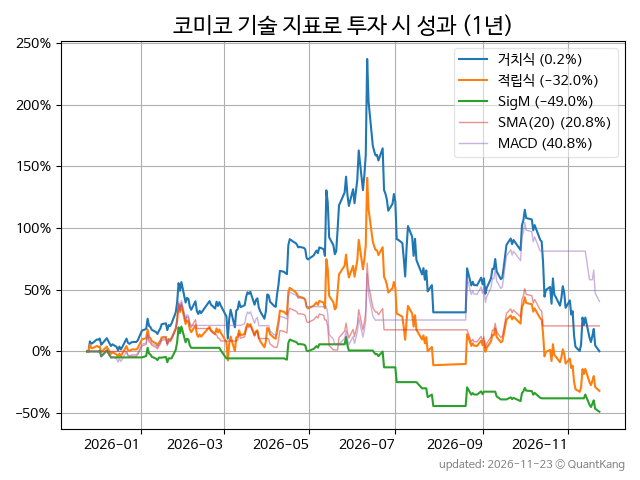 코미코 기술 지표로 투자 시 성과 (1년)
250%
200%
150%
100%
50%
0%
−50%
거치식 (0.2%)
적립식 (−32.0%)
SigM (−49.0%)
SMA(20) (20.8%)
MACD (40.8%)
2026-01
2026-03
2026-05
2026-07
2026-09
2026-11
updated: 2026-11-23 © QuantKang